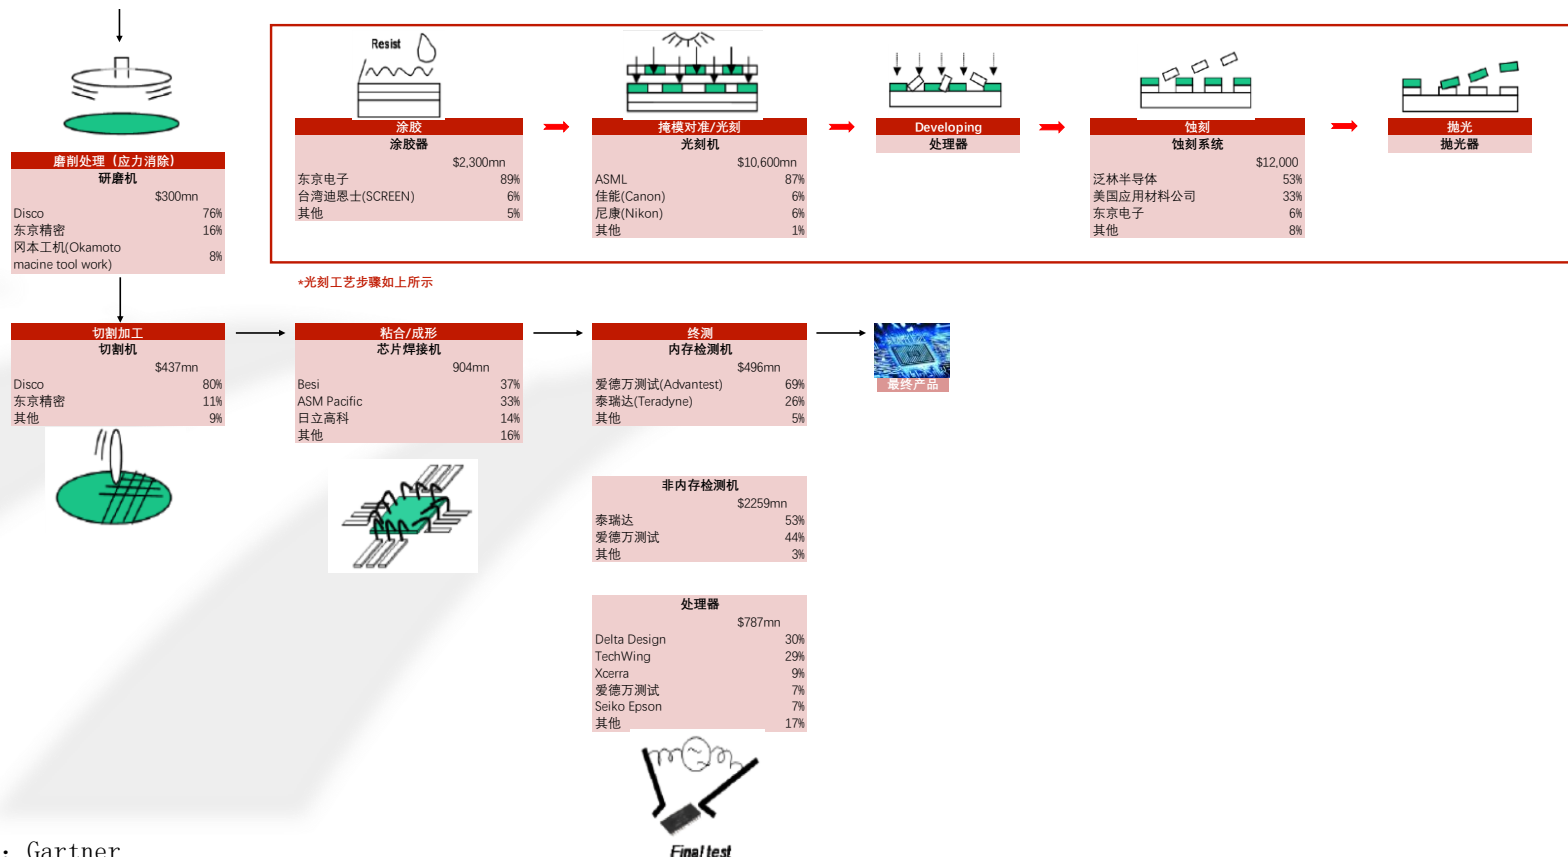 Resist
涂胶
涂胶器
$2,300mn
东京电子 89%
台湾迪恩士(SCREEN) 6%
其他 5%
掩模对准/光刻
光刻机
$10,600mn
ASML 87%
佳能(Canon) 6%
尼康(Nikon) 6%
其他 1%
Developing
处理器
蚀刻
蚀刻系统
$12,000
泛林半导体 53%
美国应用材料公司 33%
东京电子 6%
其他 8%
抛光
抛光器
*光刻工艺步骤如上所示
磨削处理（应力消除）
研磨机
$300mn
Disco 76%
东京精密 16%
冈本工机(Okamoto
macine tool work) 8%
切割加工
切割机
$437mn
Disco 80%
东京精密 11%
其他 9%
粘合/成形
芯片焊接机
904mn
Besi 37%
ASM Pacific 33%
日立高科 14%
其他 16%
终测
内存检测机
$496mn
爱德万测试(Advantest) 69%
泰瑞达(Teradyne) 26%
其他 5%
最终产品
非内存检测机
$2259mn
泰瑞达 53%
爱德万测试 44%
其他 3%
处理器
$787mn
Delta Design 30%
TechWing 29%
Xcerra 9%
爱德万测试 7%
Seiko Epson 7%
其他 17%
Final test
: Gartner